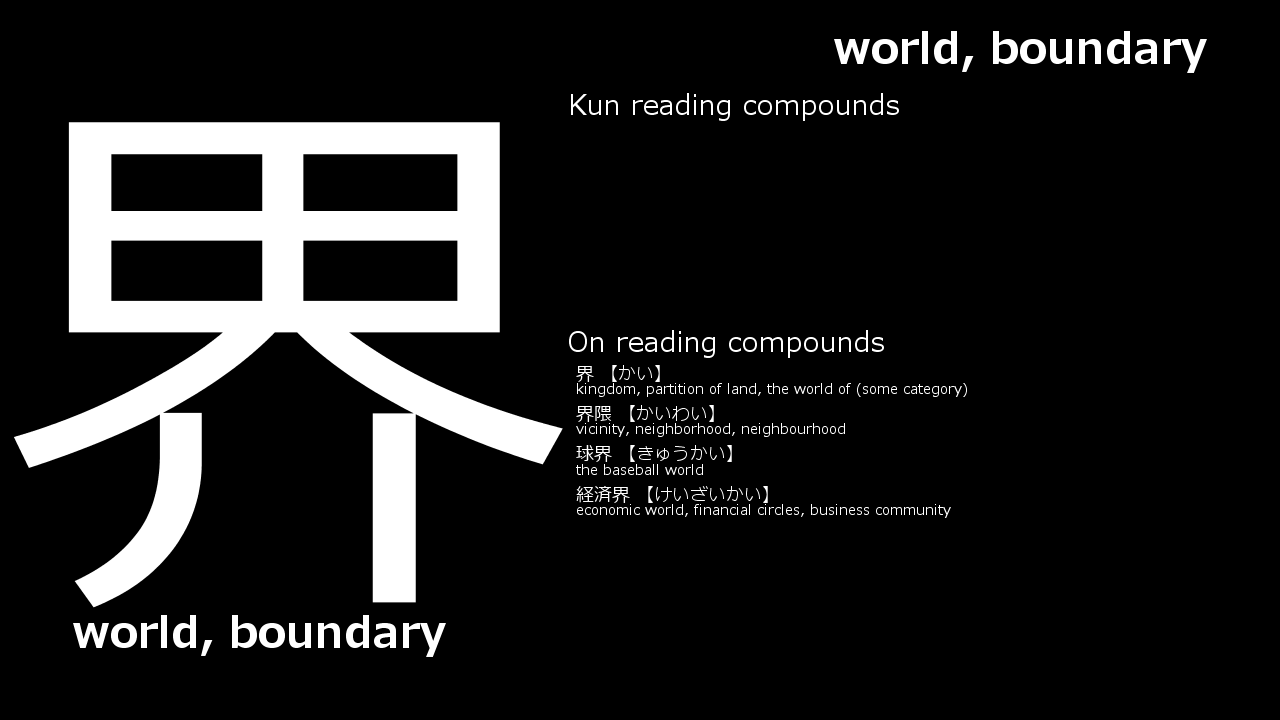 world, boundary
Kun reading compounds
界
On reading compounds
界 【かい】
kingdom, partition of land, the world of (some category)
界隈 【かいわい】
vicinity, neighborhood, neighbourhood
球界 【きゅうかい】
the baseball world
経済界 【けいざいかい】
economic world, financial circles, business community
world, boundary